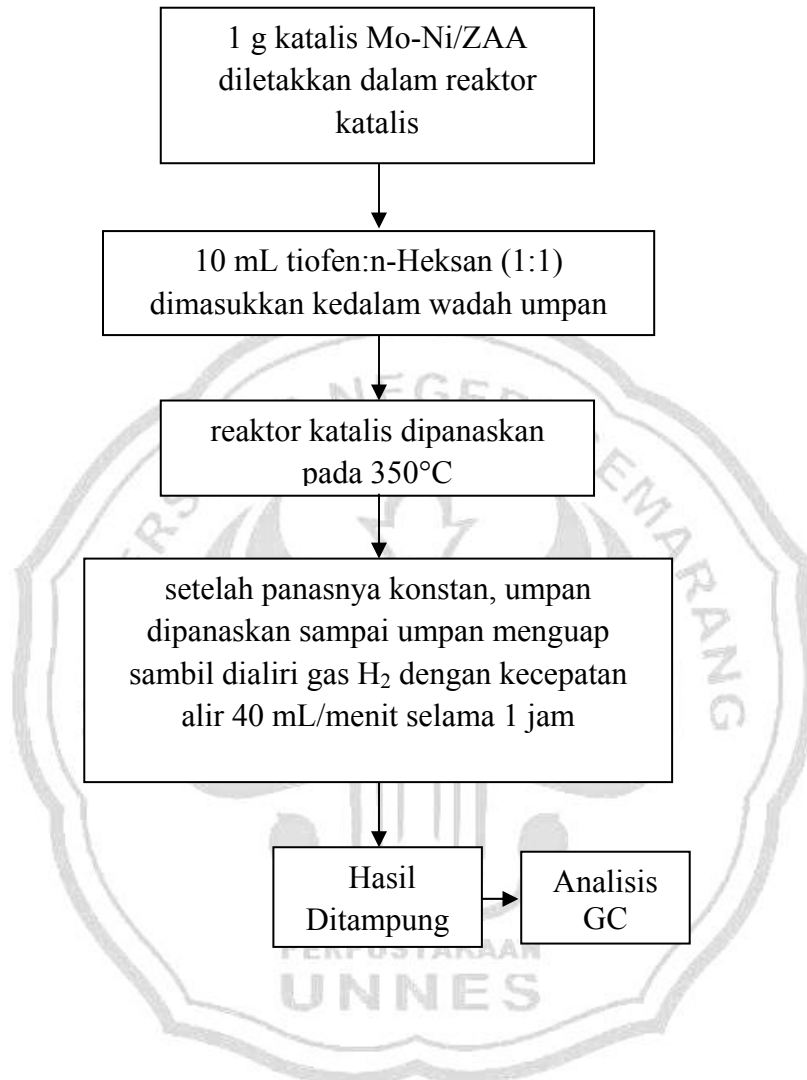 1 g katalis Mo-Ni/ZAA
diletakkan dalam reaktor
katalis
10 mL tiofen:n-Heksan (1:1)
dimasukkan kedalam wadah umpan
reaktor katalis dipanaskan
pada 350°C
setelah panasnya konstan, umpan
dipanaskan sampai umpan menguap
sambil dialiri gas H₂ dengan kecepatan
alir 40 mL/menit selama 1 jam
Hasil
Ditampung
Analisis
GC
PERPUSTAKAAN
UNNES